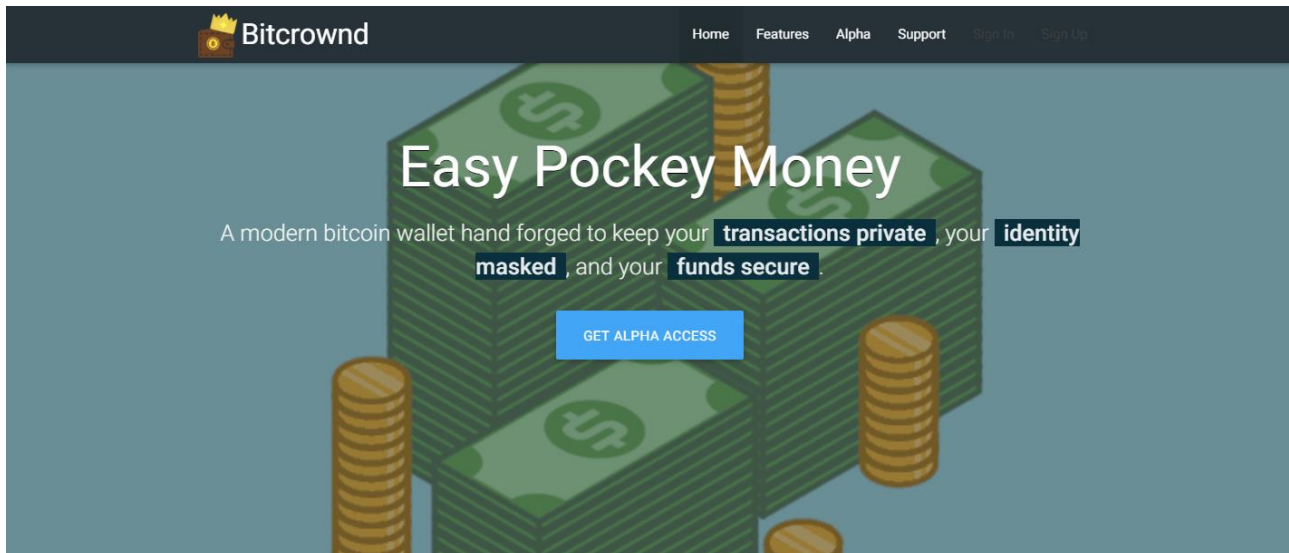 Bitcrownd
Home Features Alpha Support Sign In Sign Up
Easy Pockey Money
A modern bitcoin wallet hand forged to keep your transactions private , your identity
masked , and your funds secure .
GET ALPHA ACCESS